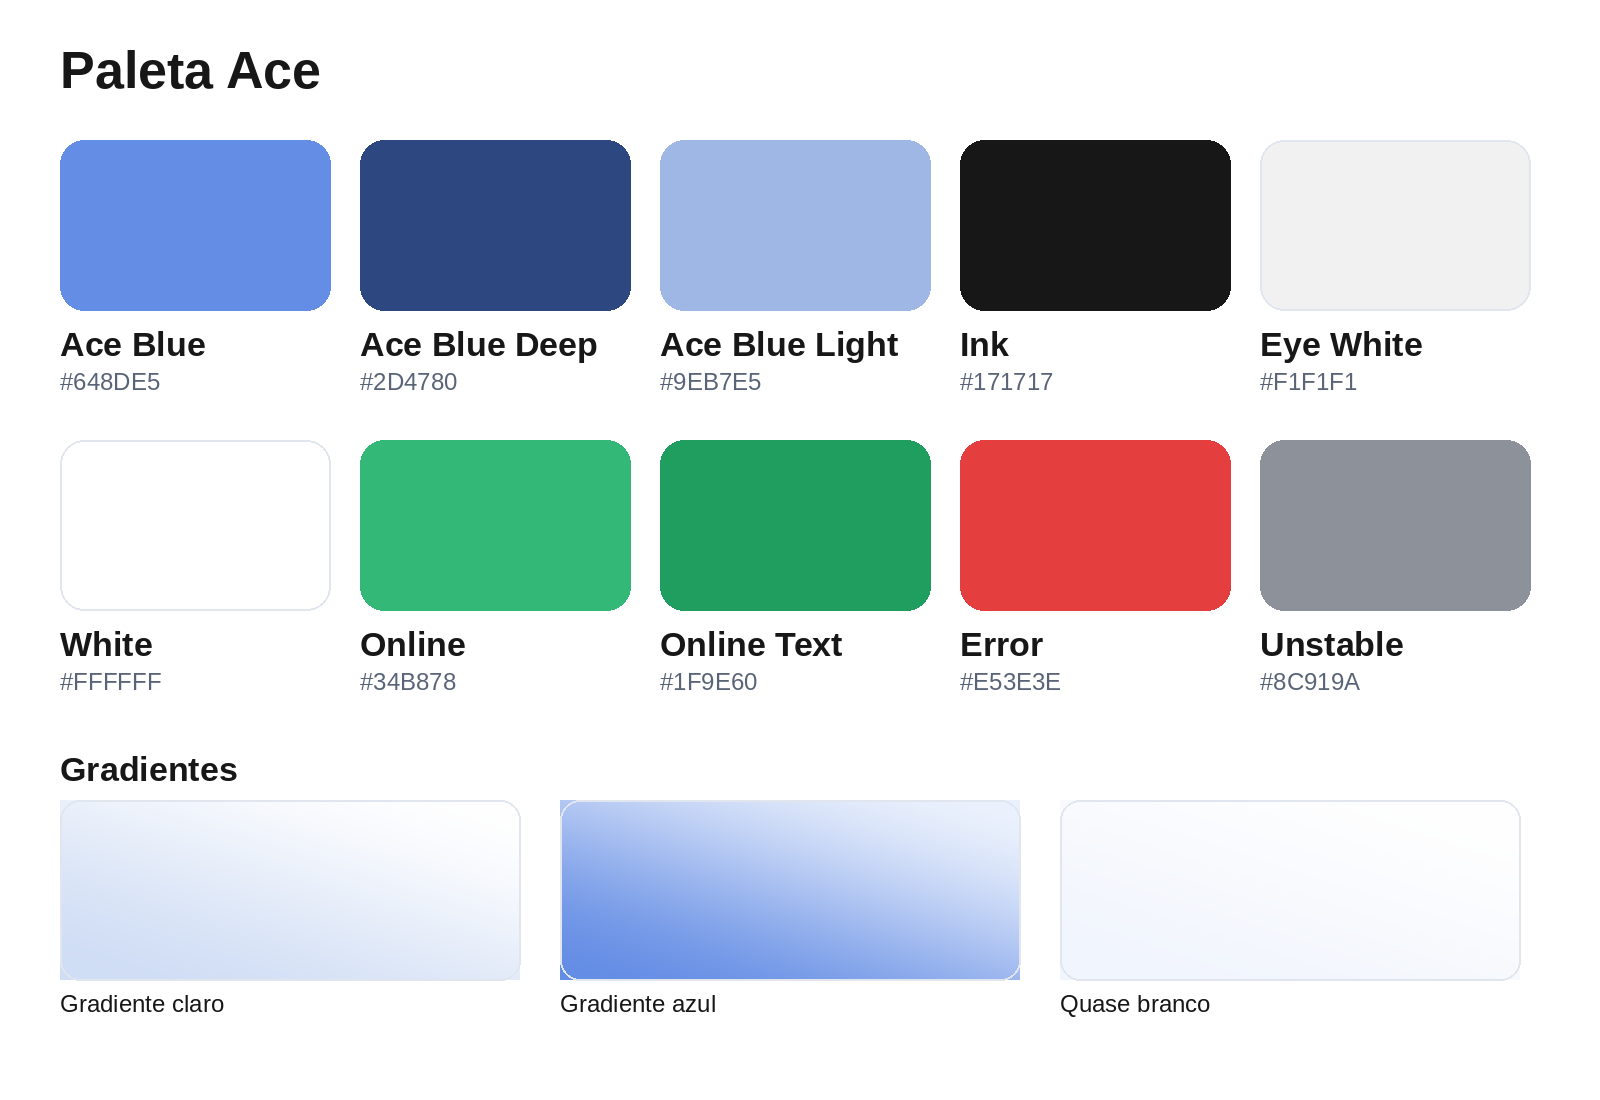 Paleta Ace
Ace Blue
#648DE5
Ace Blue Deep
#2D4780
Ace Blue Light
#9EB7E5
Ink
#171717
Eye White
#F1F1F1
White
#FFFFFF
Online
#34B878
Online Text
#1F9E60
Error
#E53E3E
Unstable
#8C919A
Gradientes
Gradiente claro
Gradiente azul
Quase branco